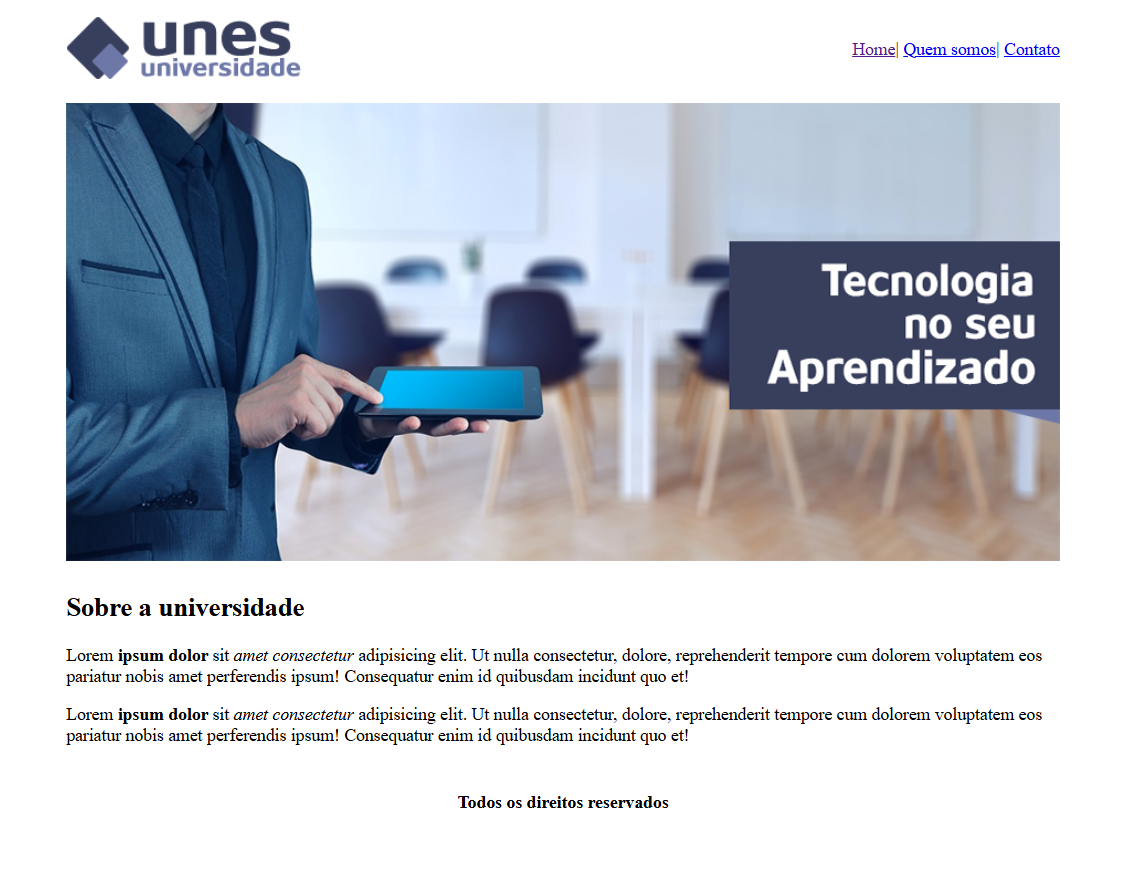 unes
universidade
Home| Quem somos| Contato
Tecnologia
no seu
Aprendizado
Sobre a universidade
Lorem ipsum dolor sit amet consectetur adipisicing elit. Ut nulla consectetur, dolore, reprehenderit tempore cum dolorem voluptatem eos
pariatur nobis amet perferendis ipsum! Consequatur enim id quibusdam incidunt quo et!
Lorem ipsum dolor sit amet consectetur adipisicing elit. Ut nulla consectetur, dolore, reprehenderit tempore cum dolorem voluptatem eos
pariatur nobis amet perferendis ipsum! Consequatur enim id quibusdam incidunt quo et!
Todos os direitos reservados